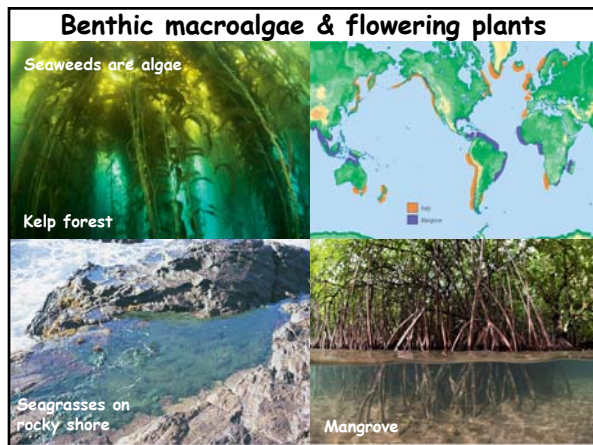 Benthic macroalgae & flowering plants
Seaweeds are algae
Kelp forest
Kelp
Mangrove
Seagrasses on
rocky shore
Mangrove